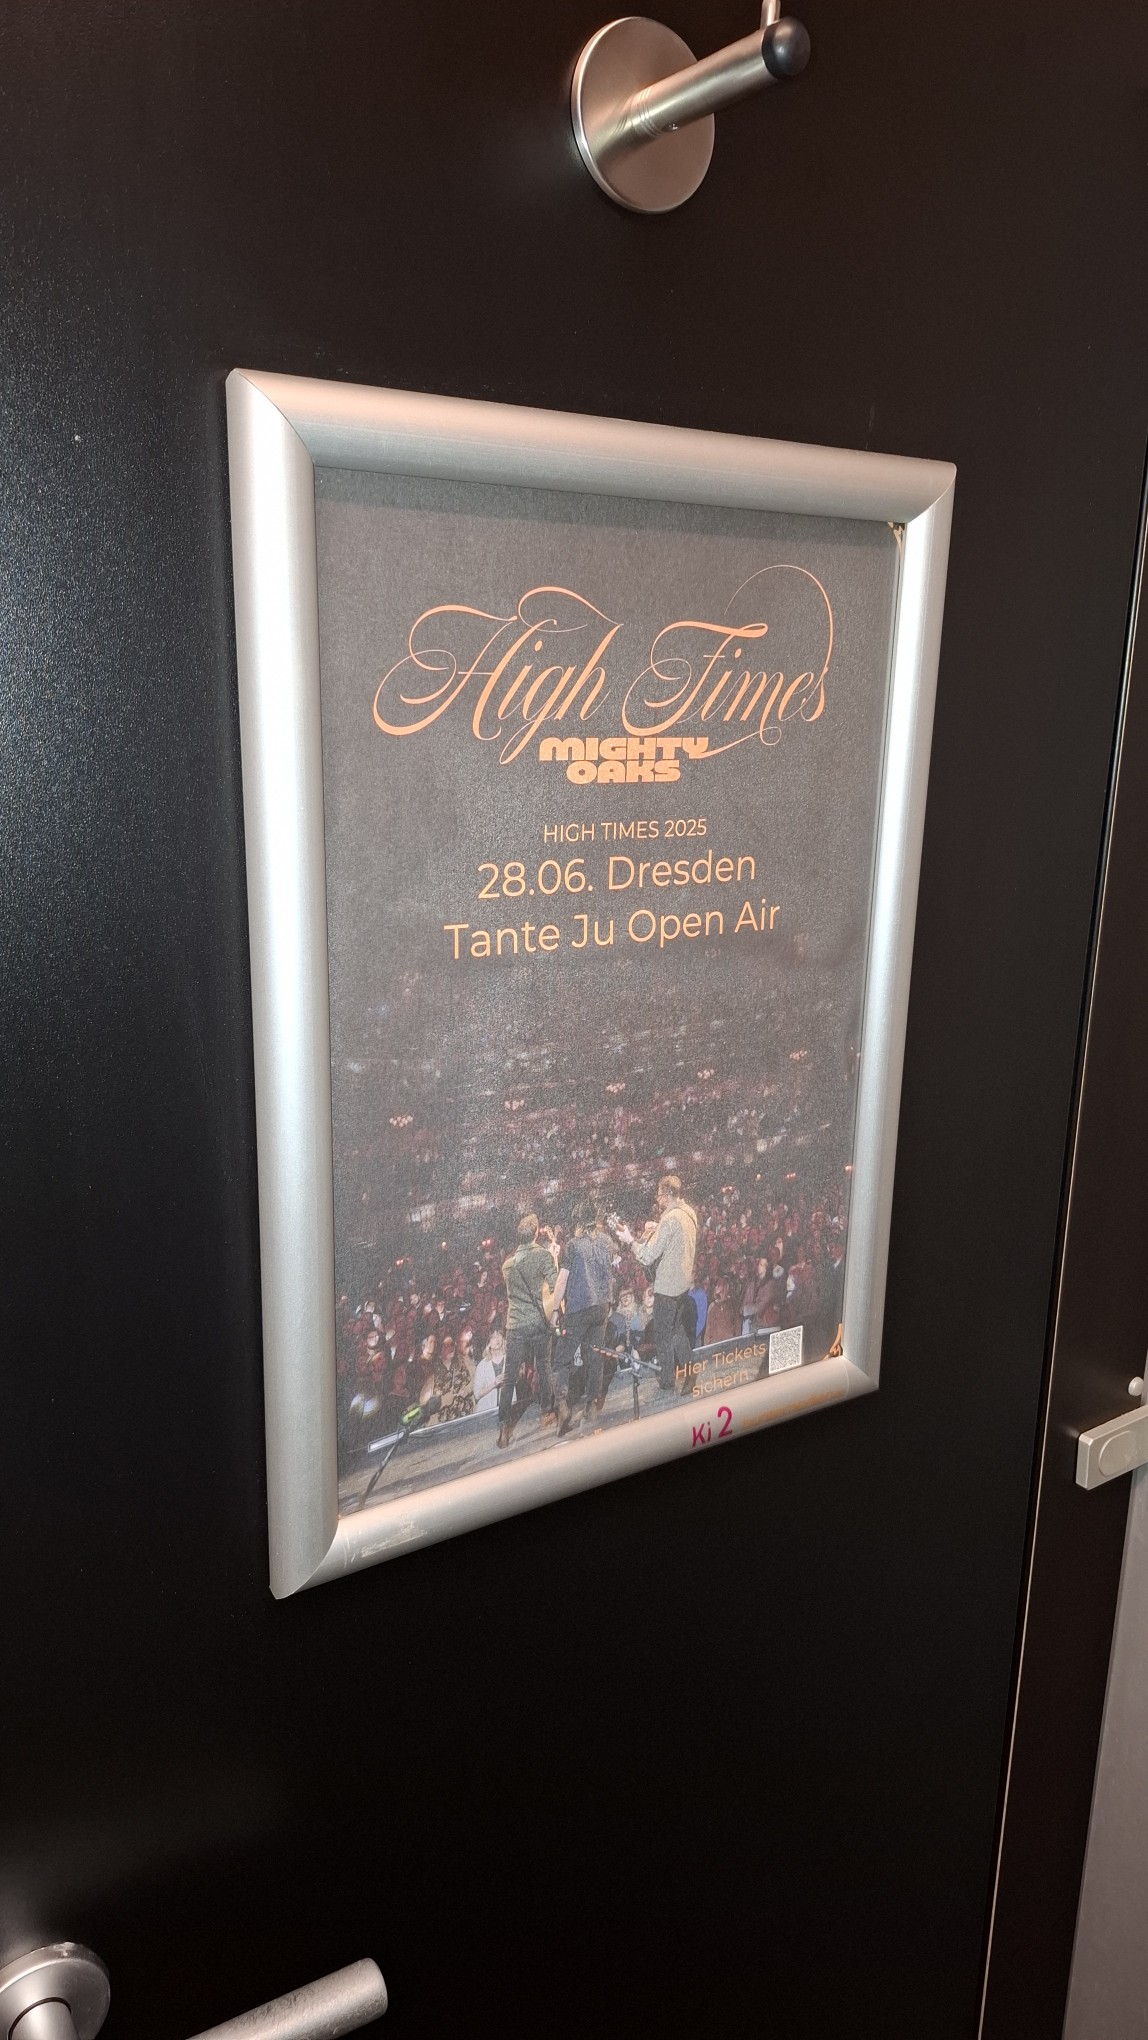 High Times
MIGHTY
OAKS
HIGH TIMES 2025
28.06. Dresden
Tante Ju Open Air
Hier Tickets
sichern
Ki 2